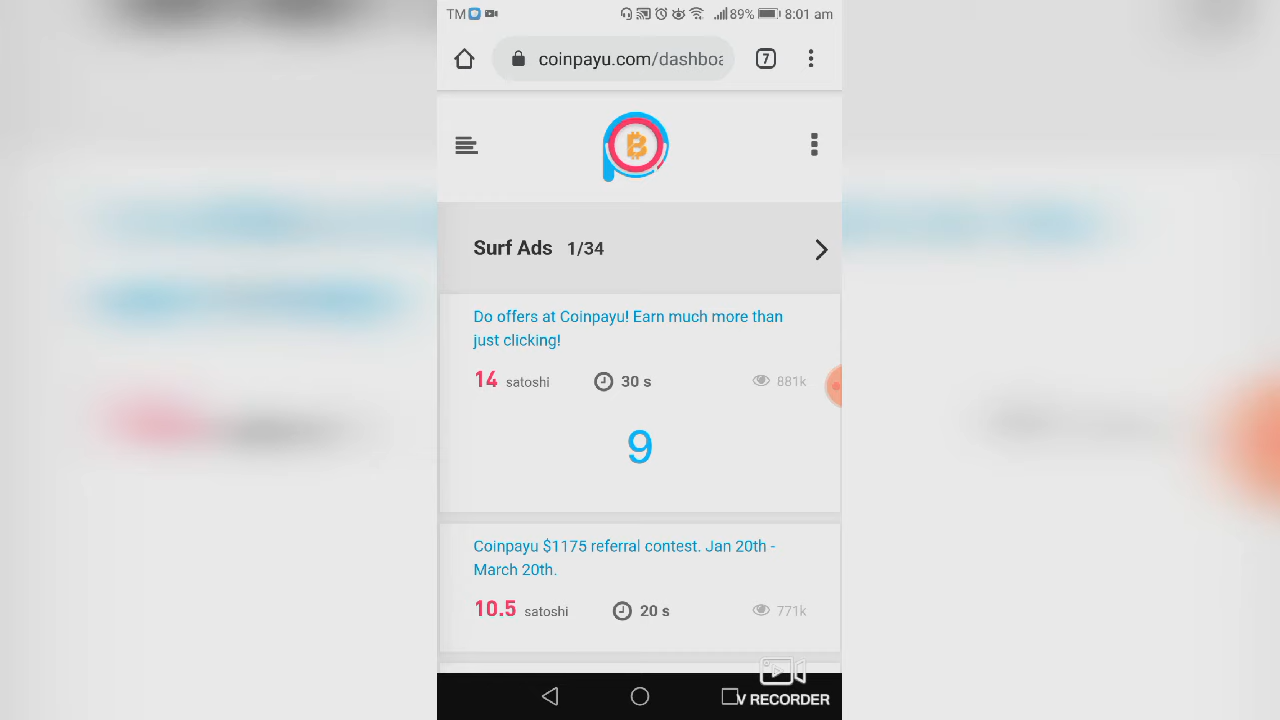 TM 89% 8:01 am
coinpayu.com/dashboa
7
Surf Ads 1/34
Do offers at Coinpayu! Earn much more than
just clicking!
14 satoshi 30 s 881k
9
Coinpayu $1175 referral contest. Jan 20th -
March 20th.
10.5 satoshi 20 s 771k
V RECORDER